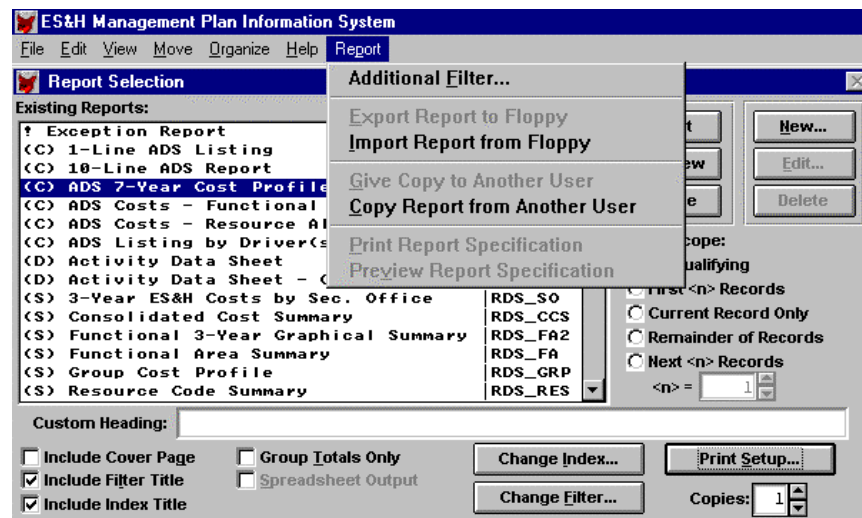 ES&H Management Plan Information System
File Edit View Move Organize Help Report
Report Selection
Additional Filter...
Export Report to Floppy
Import Report from Floppy
Give Copy to Another User
Copy Report from Another User
Print Report Specification
Preview Report Specification
Existing Reports:
! Exception Report
(C) 1-Line ADS Listing
(C) 10-Line ADS Report
(C) ADS 7-Year Cost Profile
(C) ADS Costs - Functional
(C) ADS Costs - Resource
(C) ADS Listing by
(D) Activity Data Sheet
(D) Activity Data Sheet -
(S) 3-Year ES&H Costs by Sec. Office RDS_SO
(S) Consolidated Cost Summary RDS_CCS
(S) Functional 3-Year Graphical Summary RDS_FA2
(S) Functional Area Summary RDS_FA
(S) Group Cost Profile RDS_GRP
(S) Resource Code Summary RDS_RES
New...
Edit...
Delete
First <n> Records
Current Record Only
Remainder of Records
Next <n> Records
<n> = 1
Custom Heading:
Include Cover Page
Include Filter Title
Include Index Title
Group Totals Only
Spreadsheet Output
Change Index...
Change Filter...
Print Setup...
Copies: 1